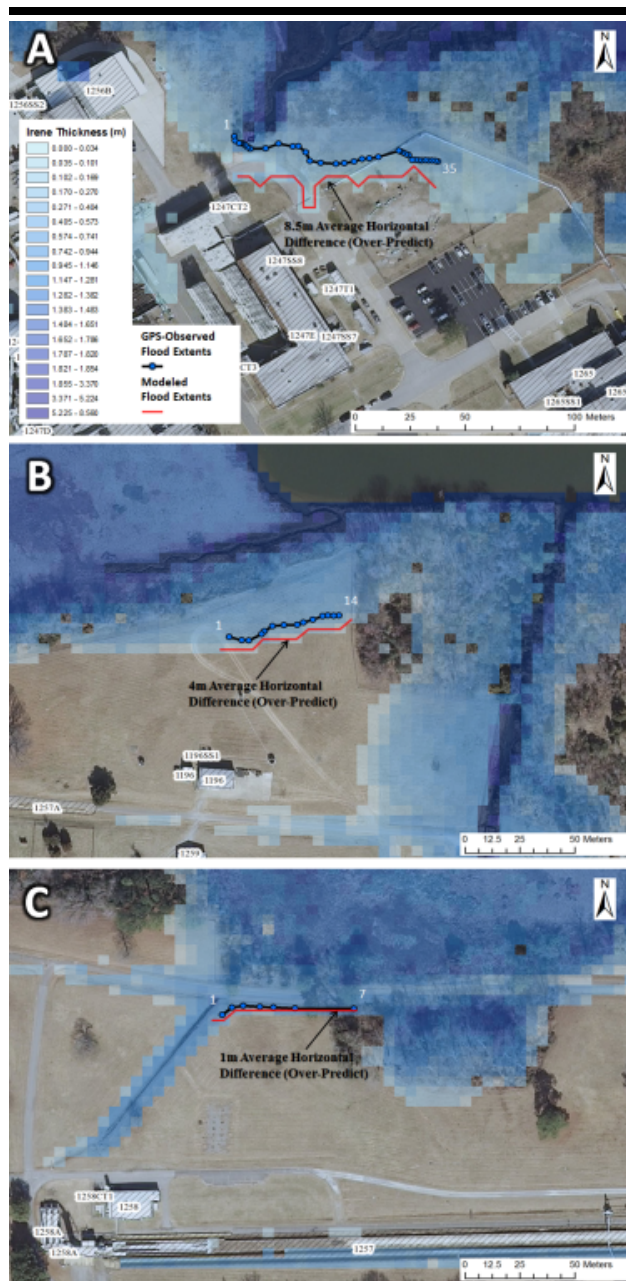 A
N
1256SS2
1256B
Irene Thickness (m)
0.000 - 0.034
0.035 - 0.101
0.102 - 0.169
0.170 - 0.270
0.271 - 0.404
0.405 - 0.573
0.574 - 0.741
0.742 - 0.944
0.945 - 1.146
1.147 - 1.281
1.282 - 1.382
1.383 - 1.483
1.484 - 1.651
1.652 - 1.786
1.787 - 1.820
1.821 - 1.854
1.855 - 3.370
3.371 - 5.224
5.225 - 8.560
GPS-Observed
Flood Extents
Modeled
Flood Extents
1
35
1247CT2
8.5m Average Horizontal
Difference (Over-Predict)
1247SS8
1247T1
1247E
1247SS7
CT3
1265
1265SS1
1247D
0 25 50 100 Meters
B
N
1
14
4m Average Horizontal
Difference (Over-Predict)
1196SS1
1196
1196
1257A
1259
0 12.5 25 50 Meters
C
N
1
7
1m Average Horizontal
Difference (Over-Predict)
1258CT1
1258
1258A
1258A
1257
0 12.5 25 50 Meters